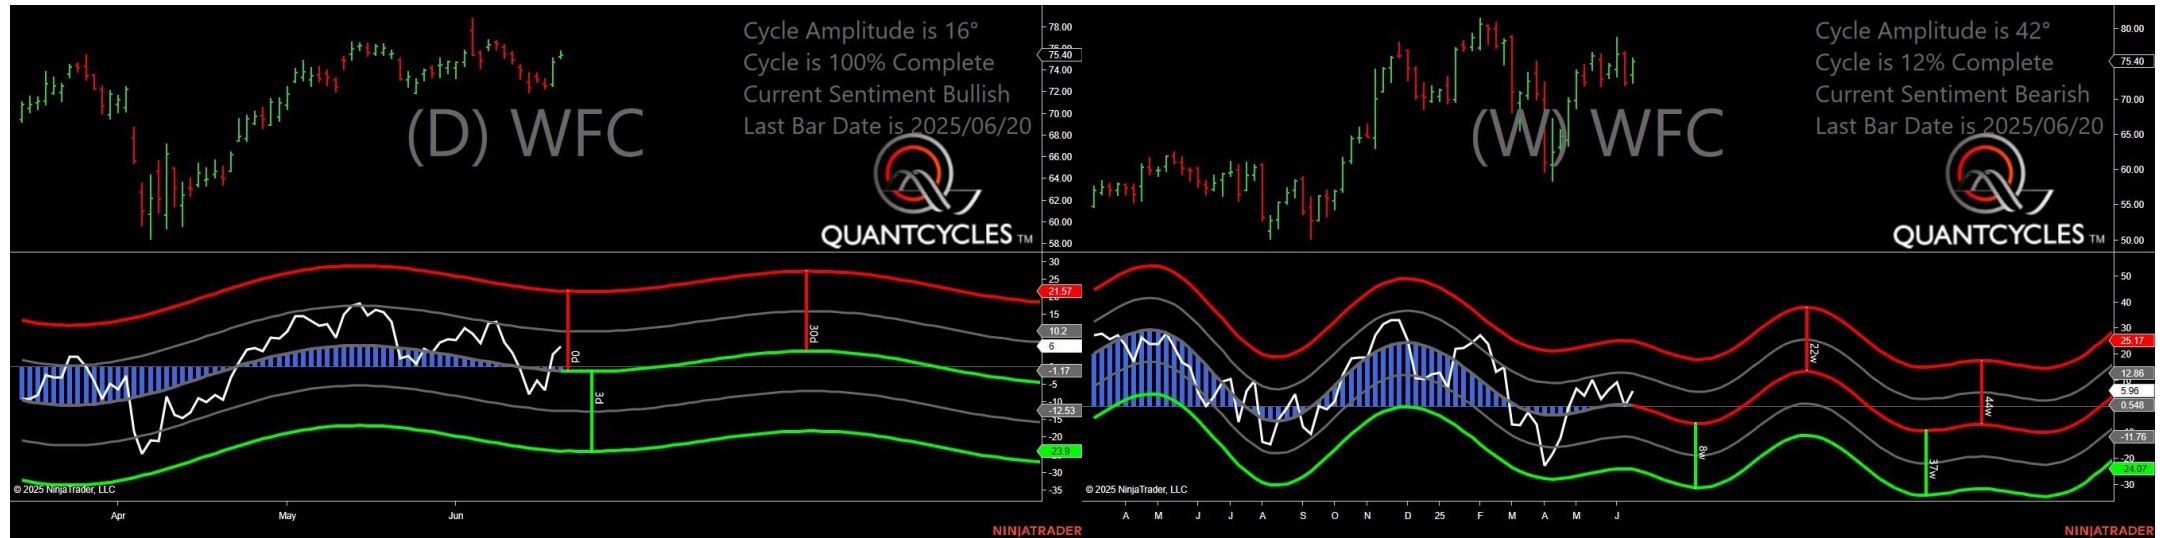 Cycle Amplitude is 16°
Cycle is 100% Complete
Current Sentiment Bullish
Last Bar Date is 2025/06/20
(D) WFC
QUANTCYCLES TM
78.00
75.40
74.00
72.00
70.00
68.00
66.00
64.00
62.00
60.00
58.00
30
25
21.57
15
10.2
6
-1.17
-5
-12.53
-15
-20
-23.9
-30
-35
0d
3d
30d
© 2025 NinjaTrader, LLC
Apr May Jun
NINJATRADER
Cycle Amplitude is 42°
Cycle is 12% Complete
Current Sentiment Bearish
Last Bar Date is 2025/06/20
(W) WFC
QUANTCYCLES TM
80.00
75.40
70.00
65.00
60.00
55.00
50.00
50
40
30
25.17
20
12.86
5.96
0.548
-11.76
-20
-24.07
-30
8w
22w
37w
44w
© 2025 NinjaTrader, LLC
A M J J A S O N D 25 F M A M J
NINJATRADER